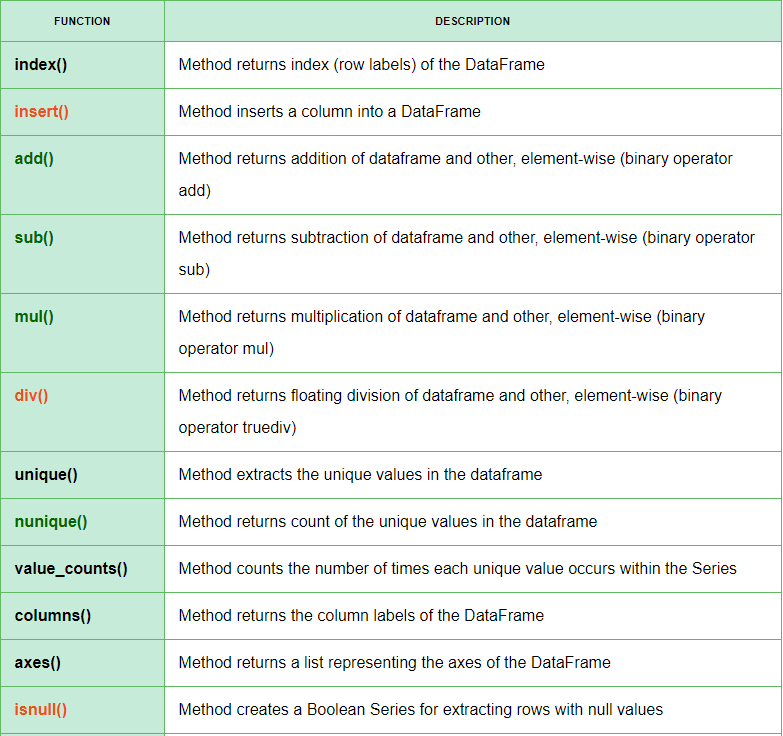 FUNCTION DESCRIPTION
index() Method returns index (row labels) of the DataFrame
insert() Method inserts a column into a DataFrame
add() Method returns addition of dataframe and other, element-wise (binary operator
add)
sub() Method returns subtraction of dataframe and other, element-wise (binary operator
sub)
mul() Method returns multiplication of dataframe and other, element-wise (binary
operator mul)
div() Method returns floating division of dataframe and other, element-wise (binary
operator truediv)
unique() Method extracts the unique values in the dataframe
nunique() Method returns count of the unique values in the dataframe
value_counts() Method counts the number of times each unique value occurs within the Series
columns() Method returns the column labels of the DataFrame
axes() Method returns a list representing the axes of the DataFrame
isnull() Method creates a Boolean Series for extracting rows with null values